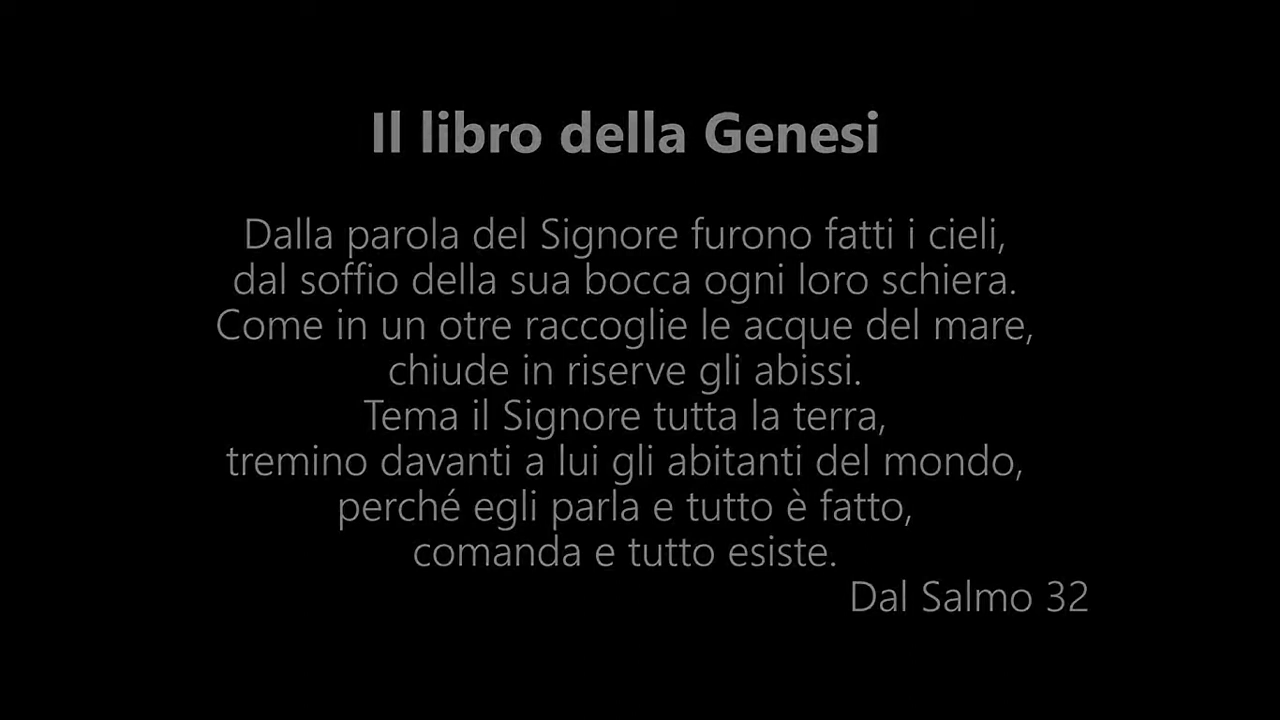 Il libro della Genesi
Dalla parola del Signore furono fatti i cieli,
dal soffio della sua bocca ogni loro schiera.
Come in un otre raccoglie le acque del mare,
chiude in riserve gli abissi.
Tema il Signore tutta la terra,
tremino davanti a lui gli abitanti del mondo,
perché egli parla e tutto è fatto,
comanda e tutto esiste.
Dal Salmo 32